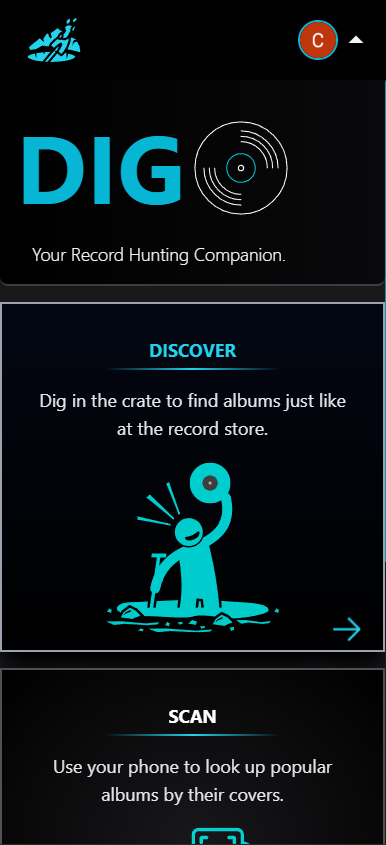 C
DIG
Your Record Hunting Companion.
DISCOVER
Dig in the crate to find albums just like
at the record store.
SCAN
Use your phone to look up popular
albums by their covers.